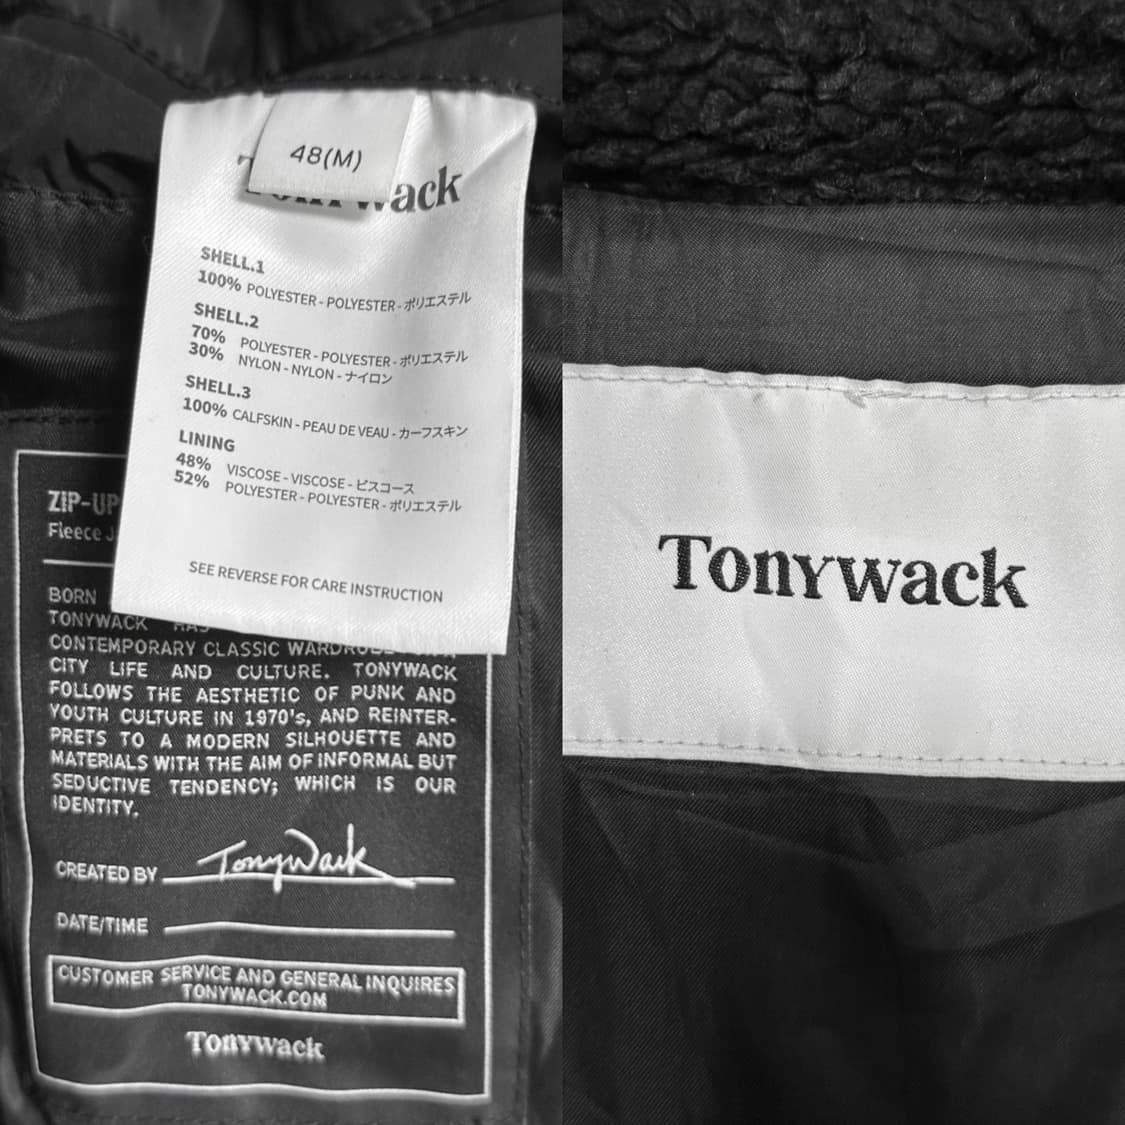 48(M)
Tonywack
SHELL.1
100% POLYESTER - POLYESTER - ポリエステル
SHELL.2
70% POLYESTER - POLYESTER - ポリエステル
30% NYLON - NYLON - ナイロン
SHELL.3
100% CALFSKIN - PEAU DE VEAU - カーフスキン
LINING
48% VISCOSE - VISCOSE - ビスコース
52% POLYESTER - POLYESTER - ポリエステル
SEE REVERSE FOR CARE INSTRUCTION
ZIP-UP
Fleece
BORN
TONYWACK HAS
CONTEMPORARY CLASSIC WARDROBE
CITY LIFE AND CULTURE. TONYWACK
FOLLOWS THE AESTHETIC OF PUNK AND
YOUTH CULTURE IN 1970's, AND REINTER-
PRETS TO A MODERN SILHOUETTE AND
MATERIALS WITH THE AIM OF INFORMAL BUT
SEDUCTIVE TENDENCY; WHICH IS OUR
IDENTITY.
CREATED BY TonyWack
DATE/TIME
CUSTOMER SERVICE AND GENERAL INQUIRES
TONYWACK.COM
Tonywack
Tonywack